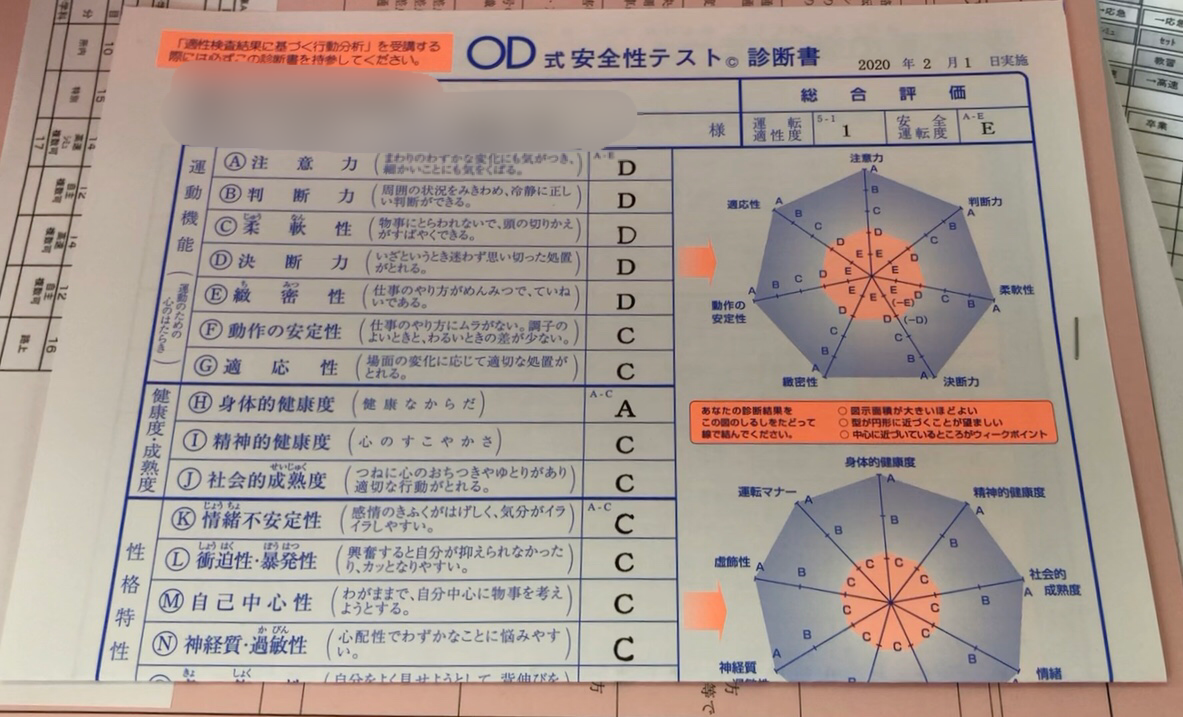 「適性検査結果に基づく行動分析」を受講する
際には必ずこの診断書を持参してください。
OD式安全性テスト© 診断書
2020 年 2 月 1 日実施
様
総合評価
運転適性度 5-1 1 安全運転度 A-E E
運動機能
(運動のための心のはたらき)
A-E
Ⓐ 注意力 (まわりのわずかな変化にも気がつき、細かいことにも気をくばる。) D
Ⓑ 判断力 (周囲の状況をみきわめ、冷静に正しい判断ができる。) D
Ⓒ 柔軟性 (物事にとらわれないで、頭の切りかえがすばやくできる。) D
Ⓓ 決断力 (いざというとき迷わず思い切った処置がとれる。) D
Ⓔ 緻密性 (仕事のやり方がめんみつで、ていねいである。) D
Ⓕ 動作の安定性 (仕事のやり方にムラがない。調子のよいときと、わるいときの差が少ない。) C
Ⓖ 適応性 (場面の変化に応じて適切な処置がとれる。) C
健康度・成熟度
A-C
Ⓗ 身体的健康度 (健康なからだ) A
Ⓘ 精神的健康度 (心のすこやかさ) C
Ⓙ 社会的成熟度 (つねに心のおちつきやゆとりがあり適切な行動がとれる。) C
性格特性
A-C
Ⓚ 情緒不安定性 (感情のきふくがはげしく、気分がイライラしやすい。) C
Ⓛ 衝迫性・暴発性 (興奮すると自分が抑えられなかったり、カッとなりやすい。) C
Ⓜ 自己中心性 (わがままで、自分中心に物事を考えようとする。) C
Ⓝ 神経質・過敏性 (心配性でわずかなことに悩みやすい。) C
(自分をよく見せようとして、背伸びを
注意力
判断力
柔軟性
決断力
緻密性
動作の安定性
適応性
A B C D E
(-E)
(-D)
あなたの診断結果を
この図のしるしをたどって
線で結んでください。
○ 図示面積が大きいほどよい
○ 型が円形に近づくことが望ましい
○ 中心に近づいているところがウィークポイント
身体的健康度
精神的健康度
社会的成熟度
情緒
神経質
虚飾性
運転マナー
A B C